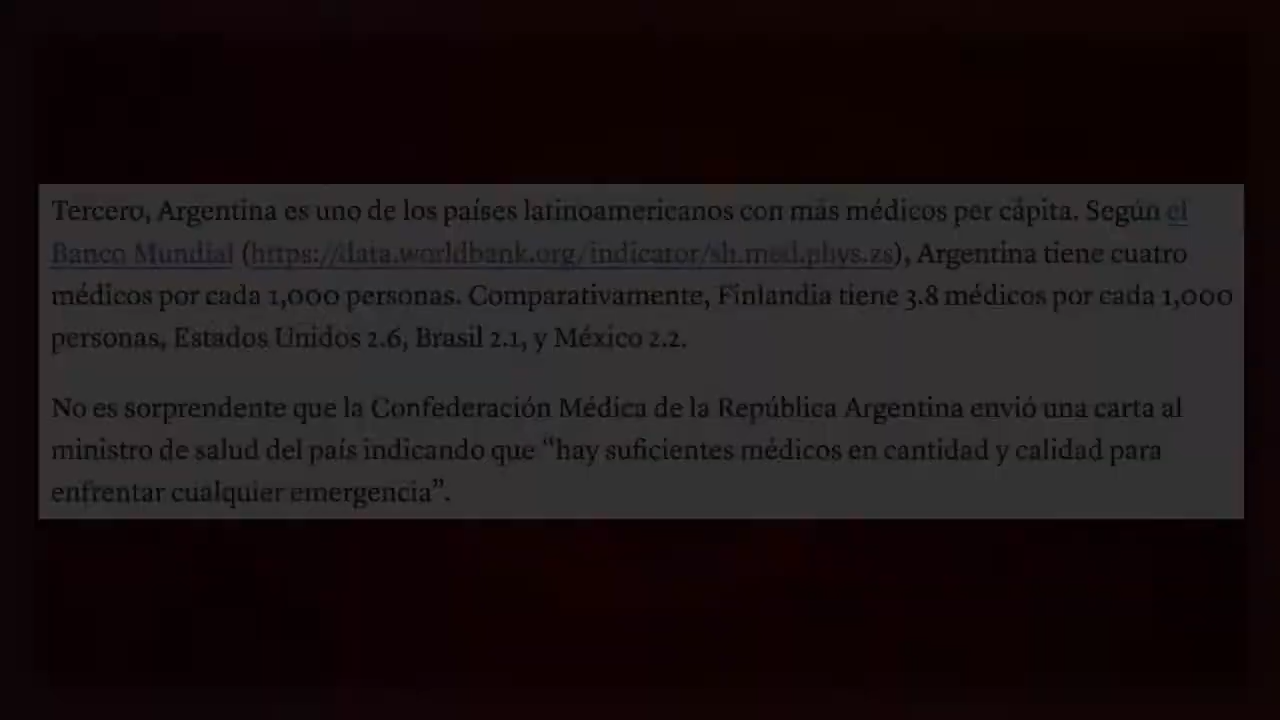 Tercero, Argentina es uno de los países latinoamericanos con más médicos per cápita. Según el
Banco Mundial (https://data.worldbank.org/indicator/sh.med.phys.zs), Argentina tiene cuatro
médicos por cada 1,000 personas. Comparativamente, Finlandia tiene 3.8 médicos por cada 1,000
personas, Estados Unidos 2.6, Brasil 2.1, y México 2.2.
No es sorprendente que la Confederación Médica de la República Argentina envió una carta al
ministro de salud del país indicando que “hay suficientes médicos en cantidad y calidad para
enfrentar cualquier emergencia”.